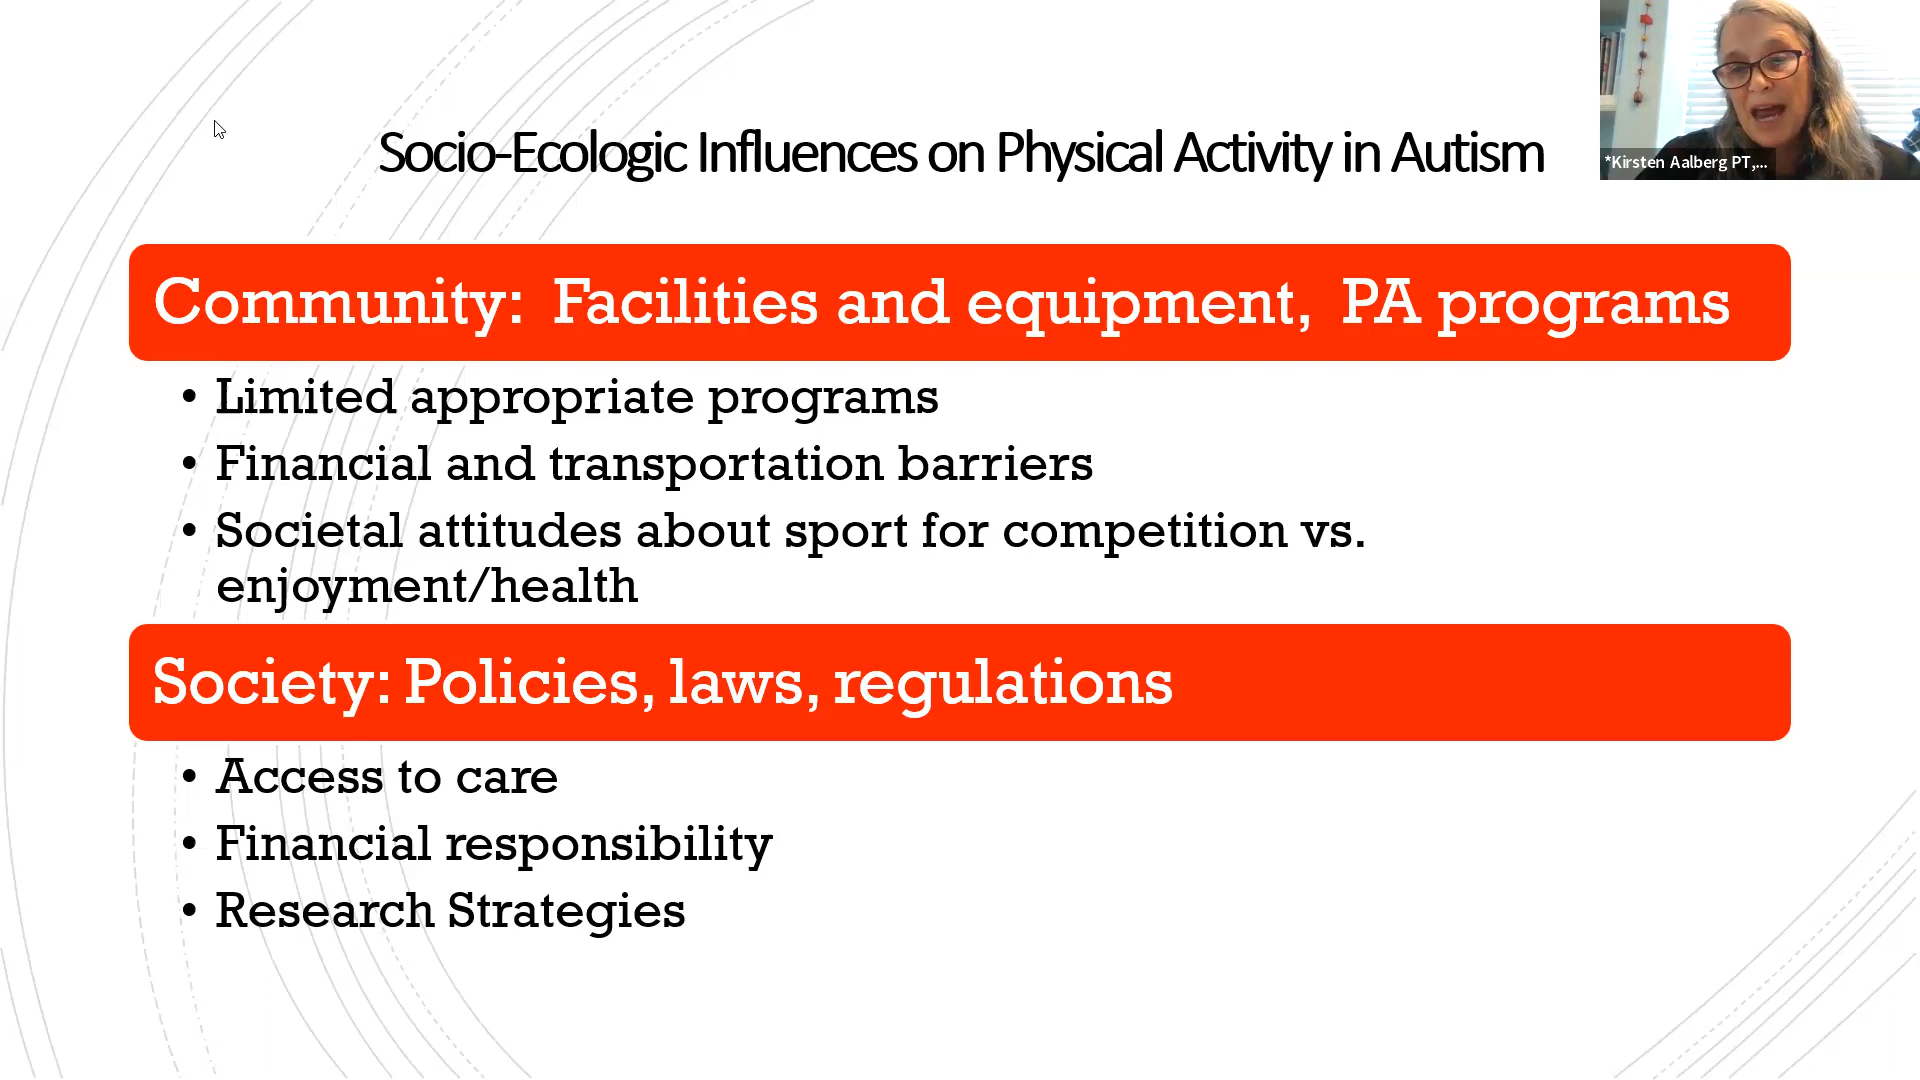 Socio-Ecologic Influences on Physical Activity in Autism
*Kirsten Aalberg PT,...
Community:  Facilities and equipment,  PA programs
• Limited appropriate programs
• Financial and transportation barriers
• Societal attitudes about sport for competition vs.
enjoyment/health
Society: Policies, laws, regulations
• Access to care
• Financial responsibility
• Research Strategies